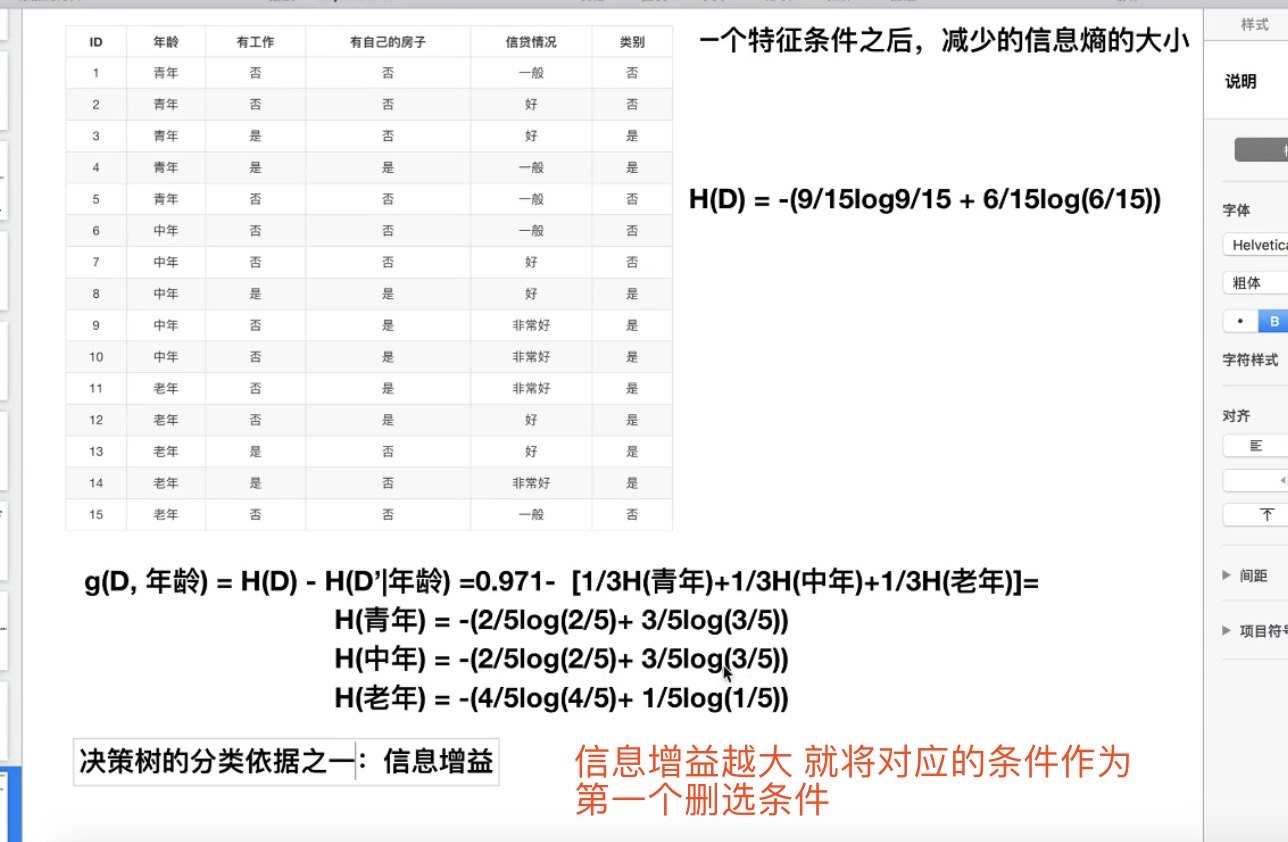 一个特征条件之后，减少的信息熵的大小
样式
说明
ID 年龄 有工作 有自己的房子 信贷情况 类别
1 青年 否 否 一般 否
2 青年 否 否 好 否
3 青年 是 否 好 是
4 青年 是 是 一般 是
5 青年 否 否 一般 否
6 中年 否 否 一般 否
7 中年 否 否 好 否
8 中年 是 是 好 是
9 中年 否 是 非常好 是
10 中年 否 是 非常好 是
11 老年 否 是 非常好 是
12 老年 否 是 好 是
13 老年 是 否 好 是
14 老年 是 否 非常好 是
15 老年 否 否 一般 否
H(D) = -(9/15log9/15 + 6/15log(6/15))
字体
Helvetica
粗体
B
字符样式
对齐
间距
项目符号
g(D, 年龄) = H(D) - H(D’|年龄) =0.971- [1/3H(青年)+1/3H(中年)+1/3H(老年)]=
H(青年) = -(2/5log(2/5)+ 3/5log(3/5))
H(中年) = -(2/5log(2/5)+ 3/5log(3/5))
H(老年) = -(4/5log(4/5)+ 1/5log(1/5))
决策树的分类依据之一：信息增益
信息增益越大 就将对应的条件作为
第一个删选条件